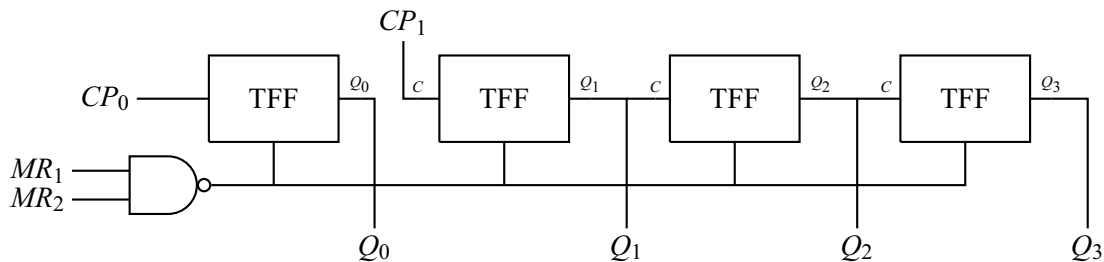 CP₁
Q₀ Q₁ Q₂ Q₃
CP₀ TFF C TFF C TFF C TFF
MR₁
MR₂
Q₀ Q₁ Q₂ Q₃